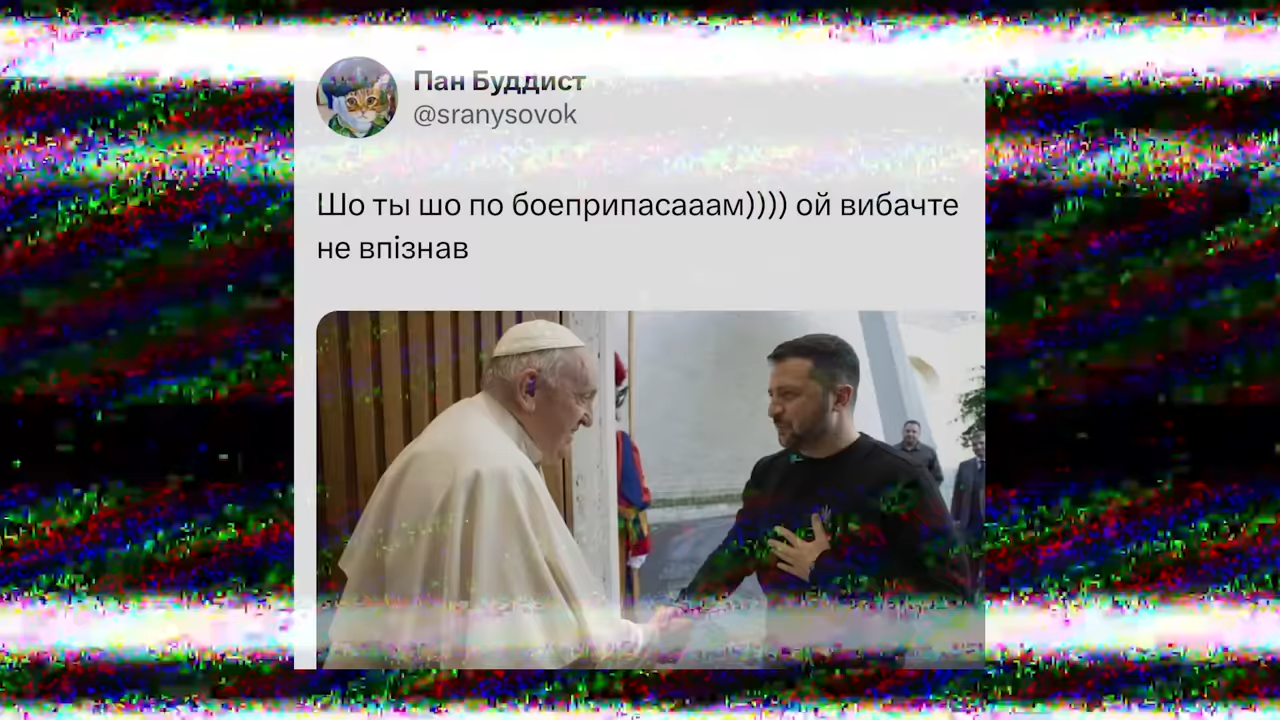 Пан Буддист
@sranysovok
Шо ты шо по боеприпасааам)))) ой вибачте
не впізнав